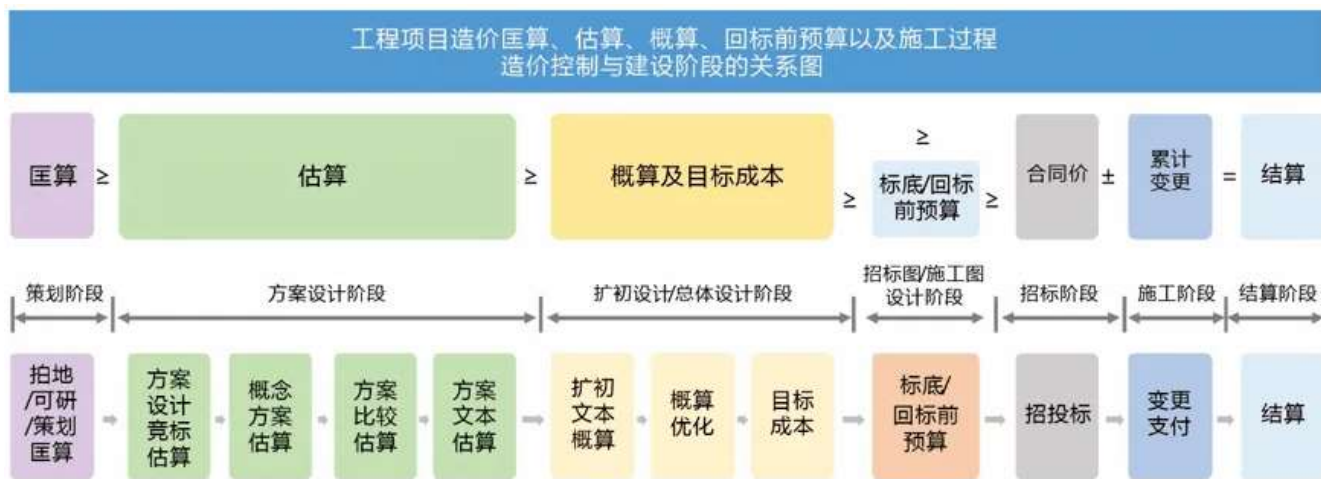 工程项目造价匡算、估算、概算、回标前预算以及施工过程
造价控制与建设阶段的关系图
匡算 ≥ 估算 ≥ 概算及目标成本 ≥ ≥ 标底/回标
前预算 ≥ 合同价 ± 累计
变更 = 结算
策划阶段 方案设计阶段 扩初设计/总体设计阶段 招标图/施工图
设计阶段 招标阶段 施工阶段 结算阶段
拍地
/可研
/策划
匡算
方案
设计
竞标
估算
概念
方案
估算
方案
比较
估算
方案
文本
估算
扩初
文本
概算
概算
优化
目标
成本
标底/
回标前
预算
招投标
变更
支付
结算